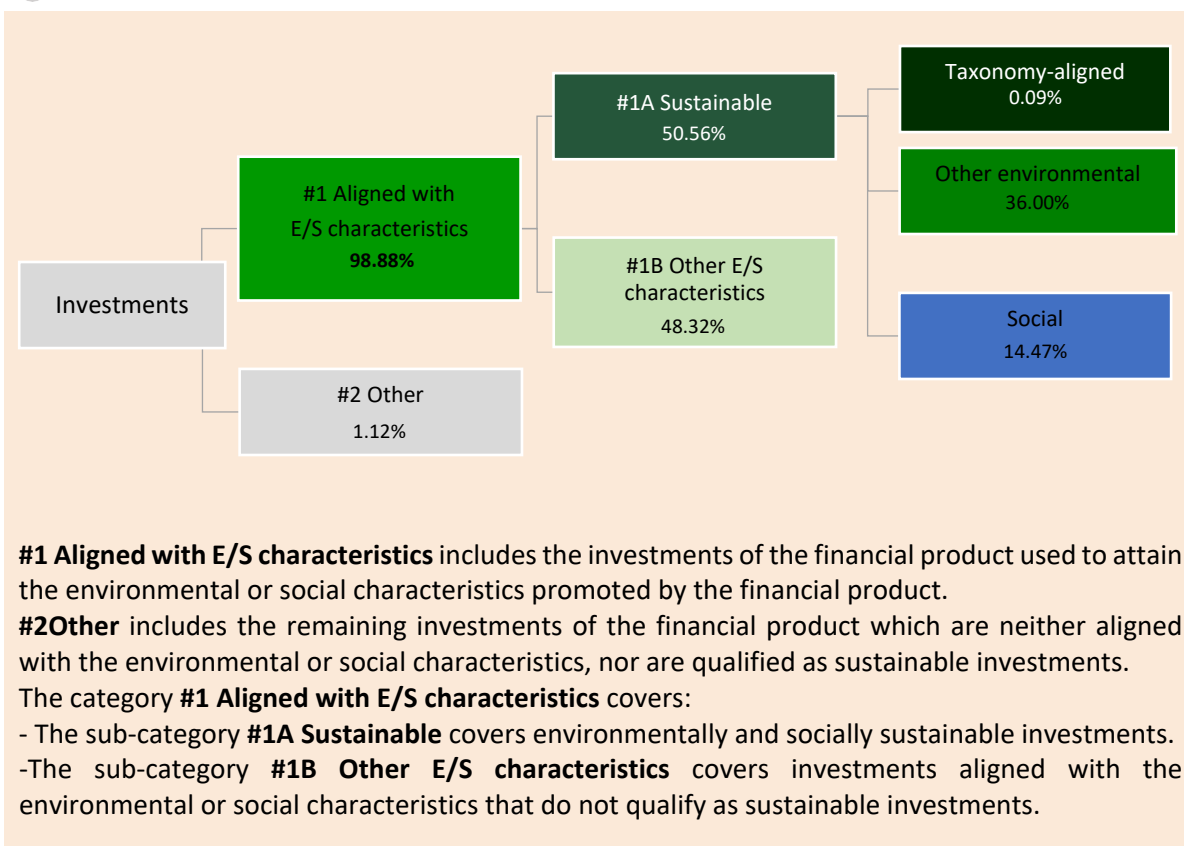 Investments
#1 Aligned with
E/S characteristics
98.88%
#2 Other
1.12%
#1A Sustainable
50.56%
#1B Other E/S
characteristics
48.32%
Taxonomy-aligned
0.09%
Other environmental
36.00%
Social
14.47%
#1 Aligned with E/S characteristics includes the investments of the financial product used to attain
the environmental or social characteristics promoted by the financial product.
#2Other includes the remaining investments of the financial product which are neither aligned
with the environmental or social characteristics, nor are qualified as sustainable investments.
The category #1 Aligned with E/S characteristics covers:
- The sub-category #1A Sustainable covers environmentally and socially sustainable investments.
-The sub-category #1B Other E/S characteristics covers investments aligned with the
environmental or social characteristics that do not qualify as sustainable investments.